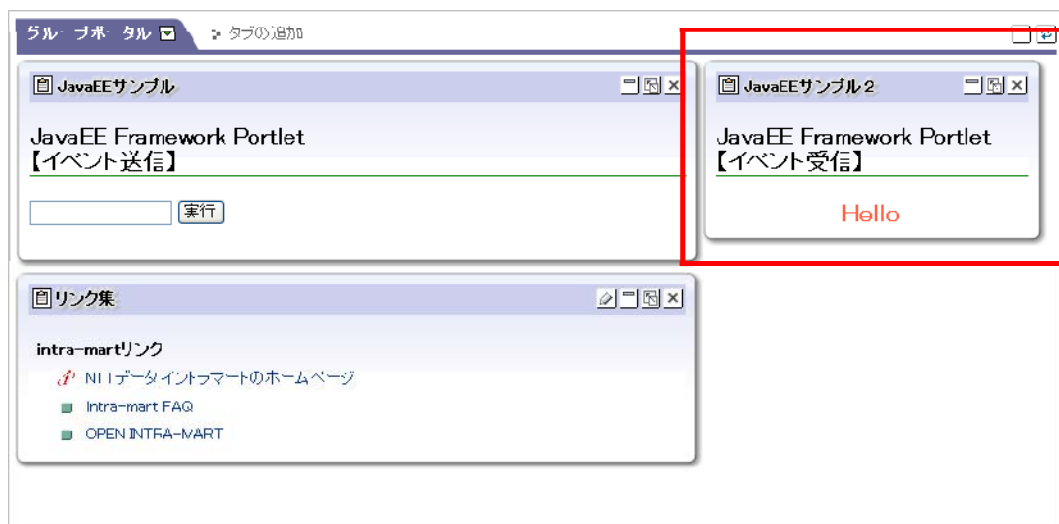 グループポータル
タブの追加
JavaEEサンプル
JavaEE Framework Portlet
【イベント送信】
実行
JavaEEサンプル2
JavaEE Framework Portlet
【イベント受信】
Hello
リンク集
intra-martリンク
NTTデータイントラマートのホームページ
Intra-mart FAQ
OPEN INTRA-MART